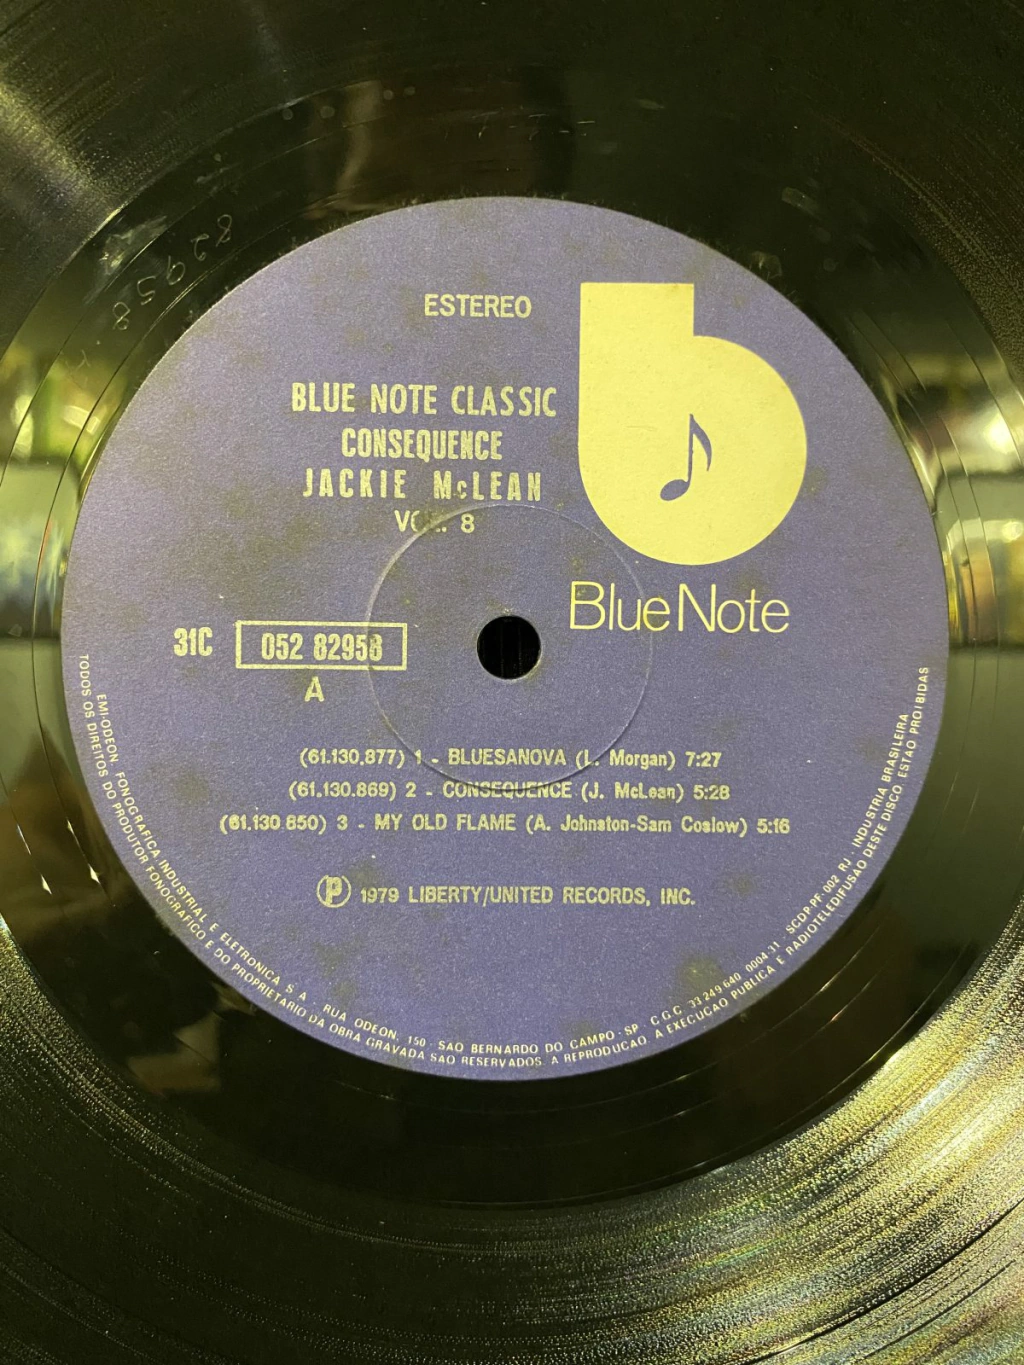 82958
ESTEREO
BLUE NOTE CLASSIC
CONSEQUENCE
JACKIE McLEAN
VOL. 8
Blue Note
31C 052 82958
A
(61.130.877) 1 - BLUESANOVA (L. Morgan) 7:27
(61.130.869) 2 - CONSEQUENCE (J. McLean) 5:28
(61.130.850) 3 - MY OLD FLAME (A. Johnston-Sam Coslow) 5:16
Ⓟ 1979 LIBERTY/UNITED RECORDS, INC.
EMI-ODEON. FONOGRAFICA INDUSTRIAL E ELETRONICA S A - RUA ODEON, 150 - SAO BERNARDO DO CAMPO - SP - C G C 33 249 640 0004-31 - SCDP-PF-002 RJ - INDUSTRIA BRASILEIRA
TODOS OS DIREITOS DO PRODUTOR FONOGRAFICO E DO PROPRIETARIO DA OBRA GRAVADA SAO RESERVADOS. A REPRODUCAO, A EXECUCAO PUBLICA E RADIOTELEDIFUSAO DESTE DISCO ESTAO PROIBIDAS